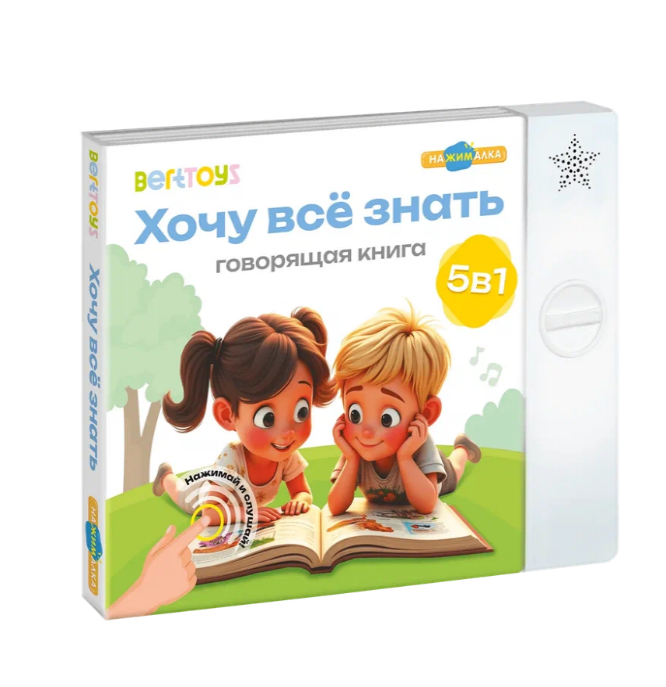 НАЖИМАЛКА
BertToys
Хочу всё знать
говорящая книга
5в1
Нажимай и слушай!
BertToys
Хочу всё знать
НАЖИМАЛКА